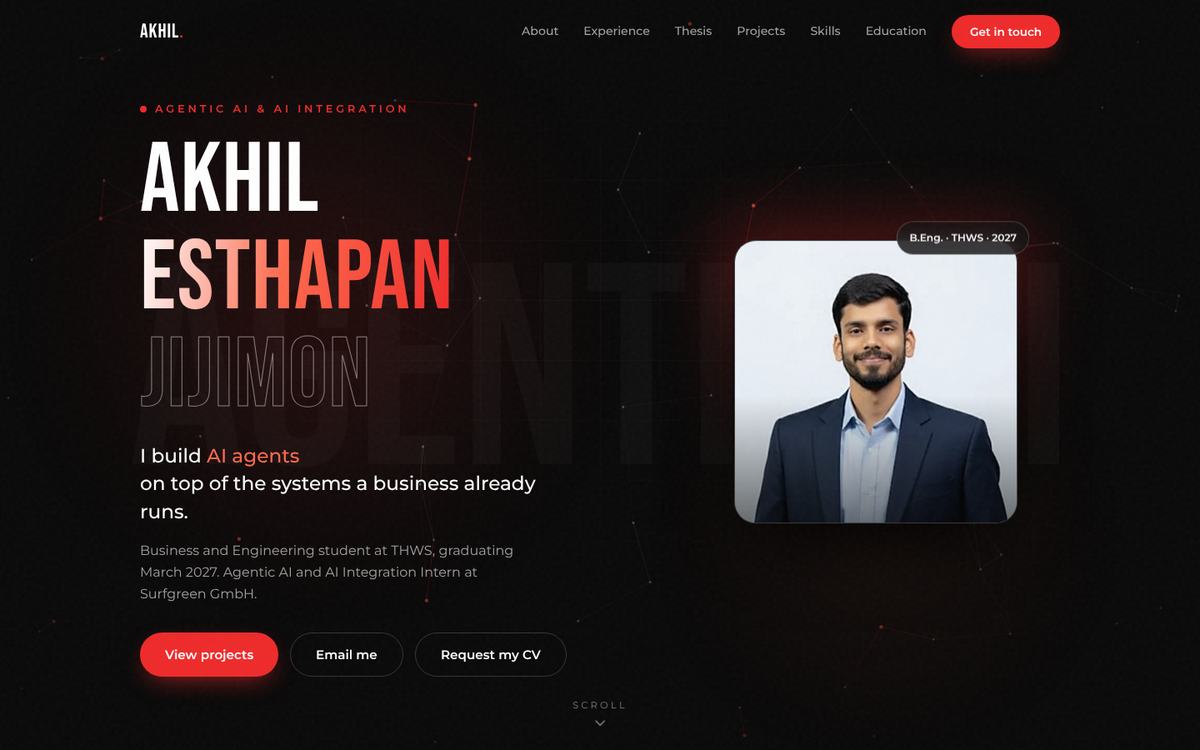 AKHIL.
About Experience Thesis Projects Skills Education Get in touch
AGENTIC AI & AI INTEGRATION
AKHIL
ESTHAPAN
JIJIMON
B.Eng. · THWS · 2027
I build AI agents
on top of the systems a business already
runs.
Business and Engineering student at THWS, graduating
March 2027. Agentic AI and AI Integration Intern at
Surfgreen GmbH.
View projects Email me Request my CV
SCROLL